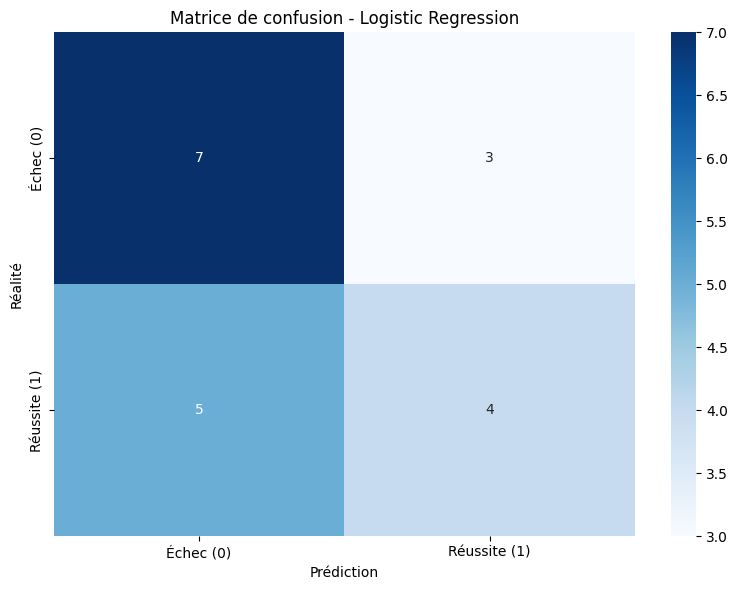 Matrice de confusion - Logistic Regression
Échec (0)
Réussite (1)
Réalité
7
3
5
4
Échec (0)
Réussite (1)
Prédiction
7.0
6.5
6.0
5.5
5.0
4.5
4.0
3.5
3.0